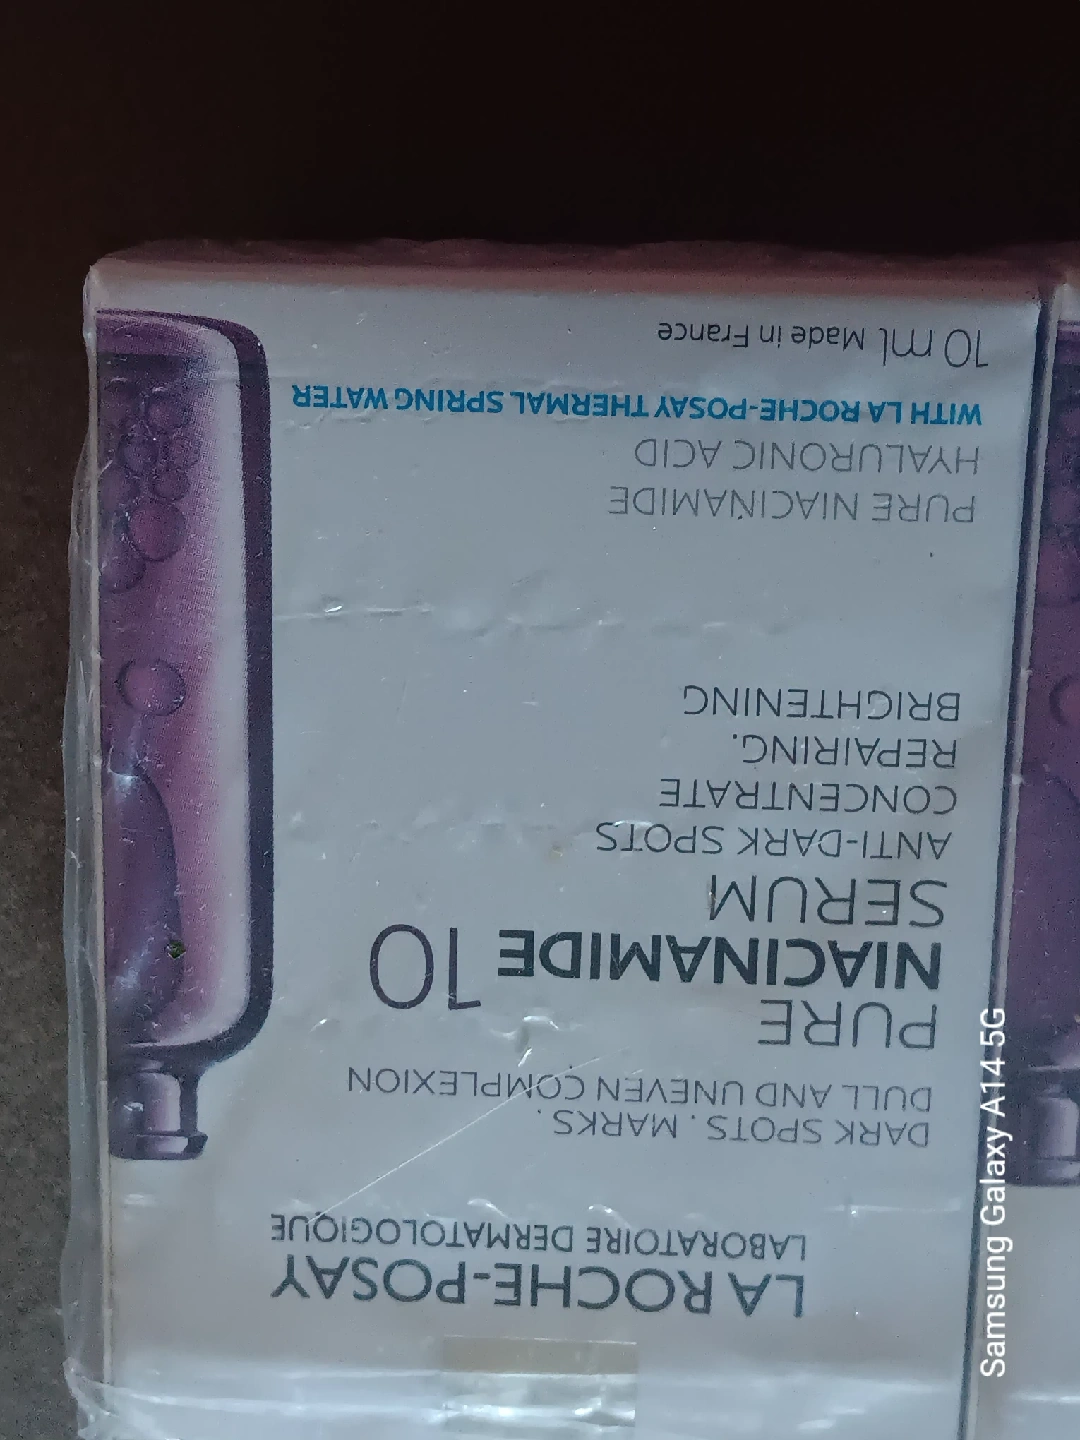 LA ROCHE-POSAY
LABORATOIRE DERMATOLOGIQUE
DARK SPOTS. MARKS.
DULL AND UNEVEN COMPLEXION
PURE
NIACINAMIDE 10
SERUM
ANTI-DARK SPOTS
CONCENTRATE
REPAIRING.
BRIGHTENING
PURE NIACINAMIDE
HYALURONIC ACID
WITH LA ROCHE-POSAY THERMAL SPRING WATER
10 ml Made in France
Samsung Galaxy A14 5G